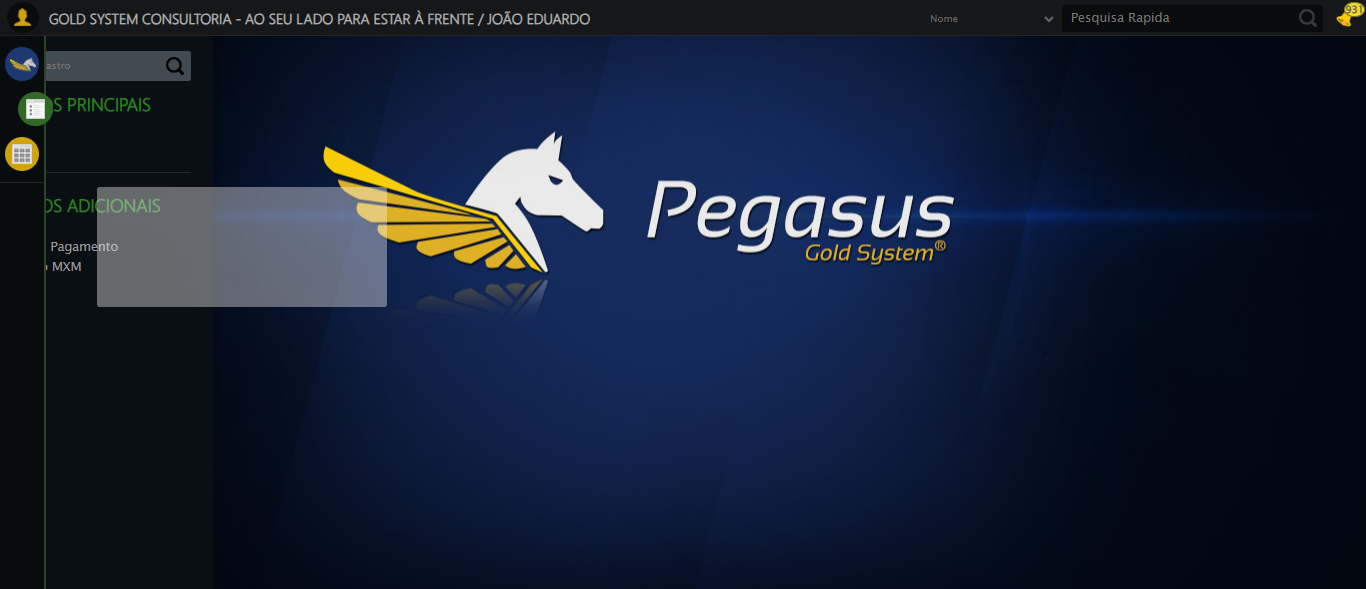 GOLD SYSTEM CONSULTORIA - AO SEU LADO PARA ESTAR À FRENTE / JOÃO EDUARDO
Nome
Pesquisa Rapida
931
astro
S PRINCIPAIS
OS ADICIONAIS
Pagamento
o MXM
Pegasus
Gold System®